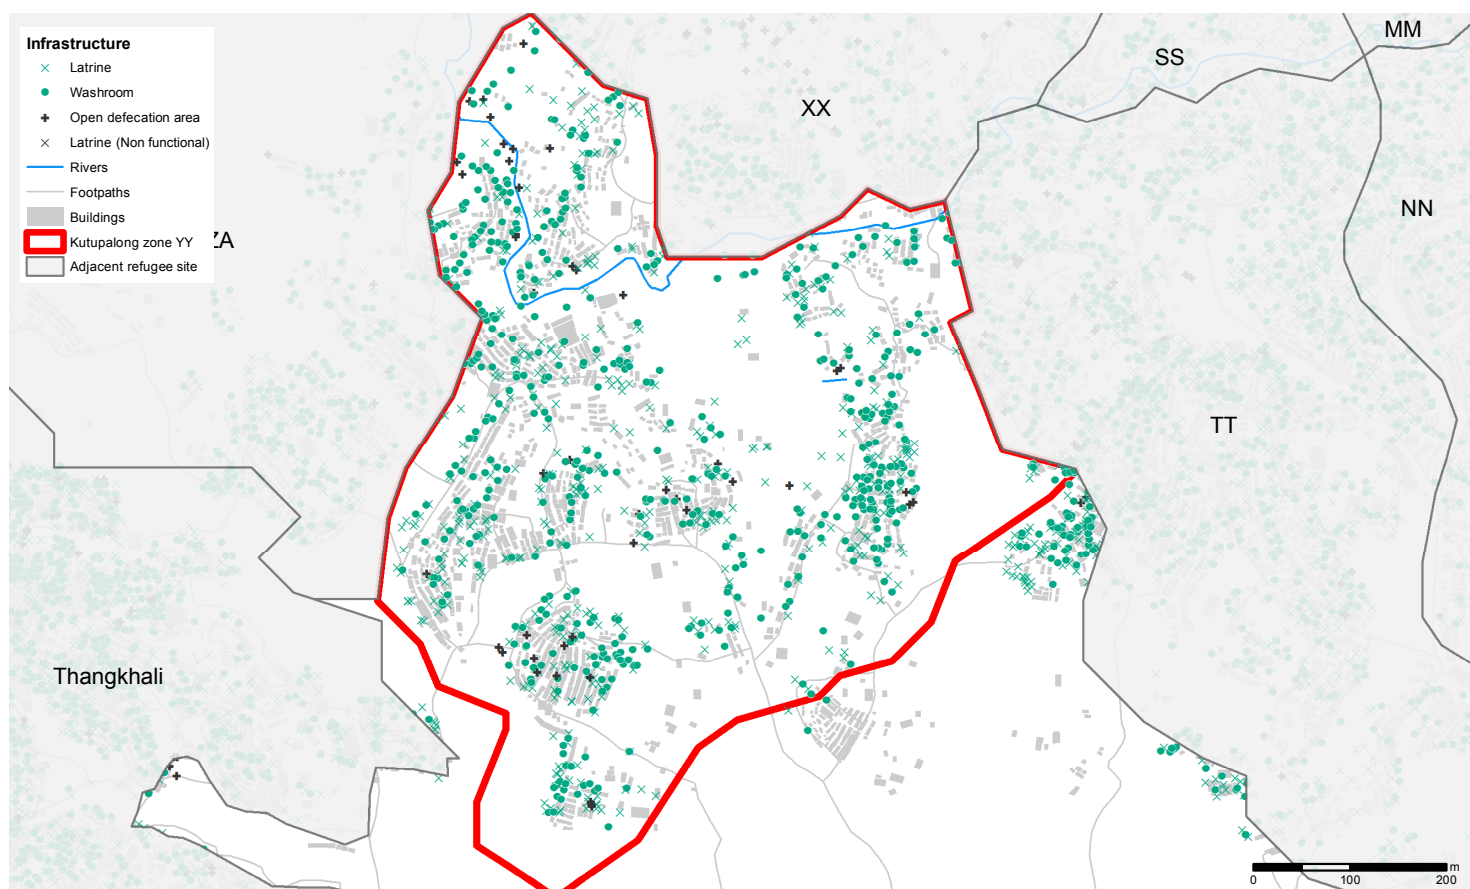 Infrastructure
Latrine
Washroom
Open defecation area
Latrine (Non functional)
Rivers
Footpaths
Buildings
Kutupalong zone YY
Adjacent refugee site
ZA
XX
SS
MM
NN
TT
Thangkhali
m
0 100 200